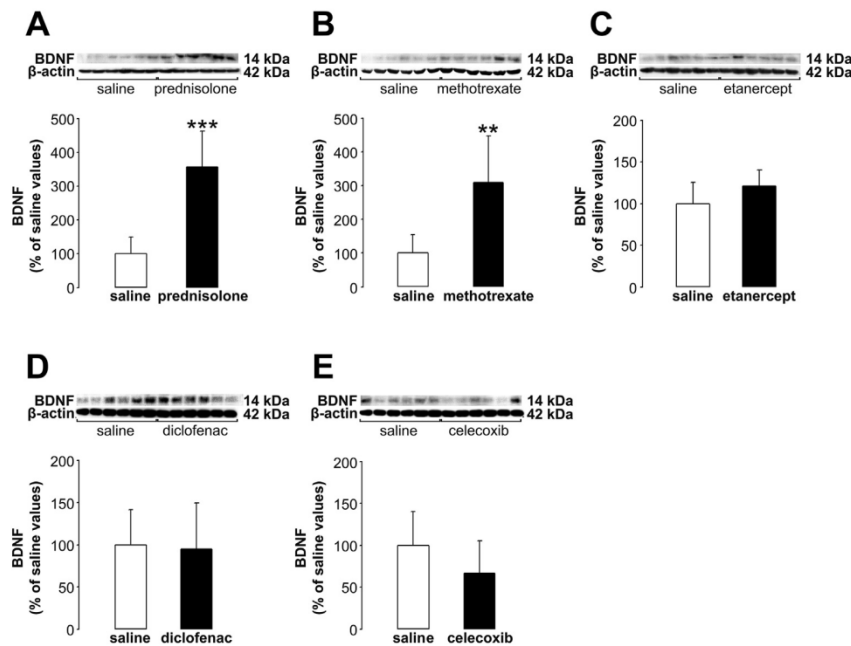 A
BDNF 14 kDa
β-actin 42 kDa
saline prednisolone
500
400
300
200
100
0
BDNF
(% of saline values)
***
saline prednisolone
B
BDNF 14 kDa
β-actin 42 kDa
saline methotrexate
500
400
300
200
100
0
BDNF
(% of saline values)
**
saline methotrexate
C
BDNF 14 kDa
β-actin 42 kDa
saline etanercept
200
150
100
50
0
BDNF
(% of saline values)
saline etanercept
D
BDNF 14 kDa
β-actin 42 kDa
saline diclofenac
200
150
100
50
0
BDNF
(% of saline values)
saline diclofenac
E
BDNF 14 kDa
β-actin 42 kDa
saline celecoxib
200
150
100
50
0
BDNF
(% of saline values)
saline celecoxib